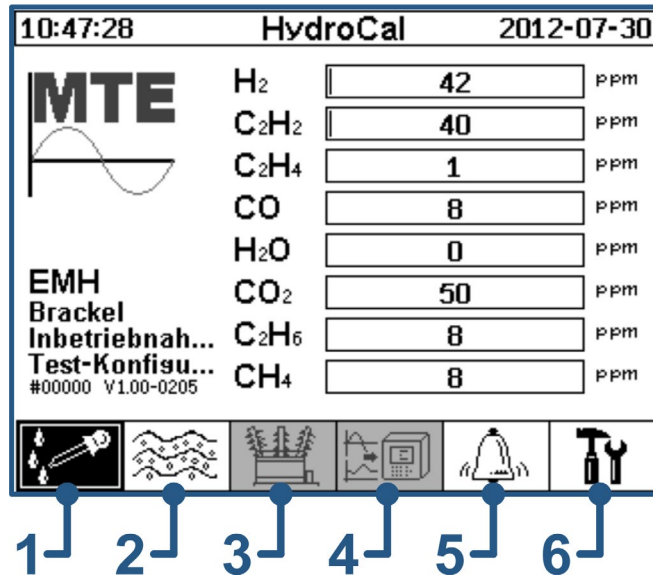 10:47:28 HydroCal 2012-07-30
MTE
H₂ 42 ppm
C₂H₂ 40 ppm
C₂H₄ 1 ppm
CO 8 ppm
H₂O 0 ppm
CO₂ 50 ppm
C₂H₆ 8 ppm
CH₄ 8 ppm
EMH
Brackel
Inbetriebnah...
Test-Konfigu...
#00000 V1.00-0205
1 2 3 4 5 6